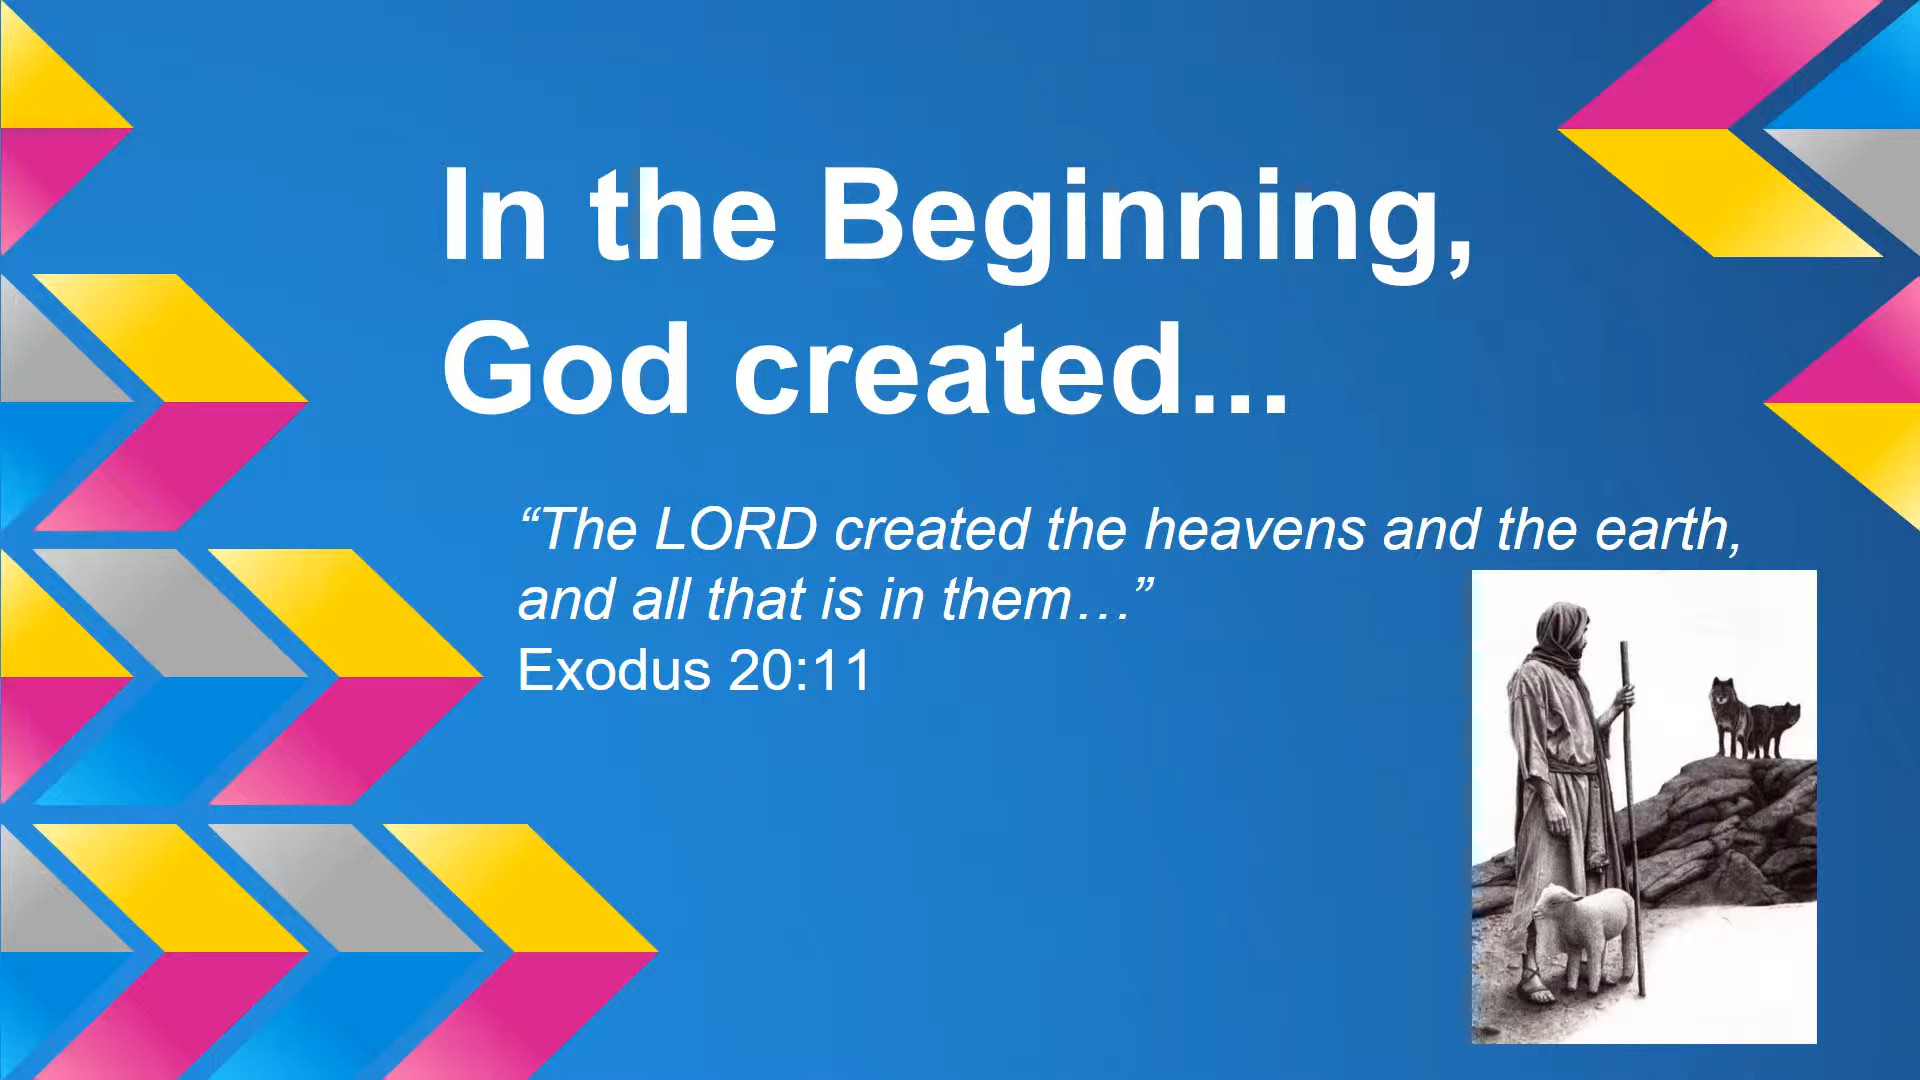 In the Beginning,
God created...
“The LORD created the heavens and the earth,
and all that is in them…”
Exodus 20:11